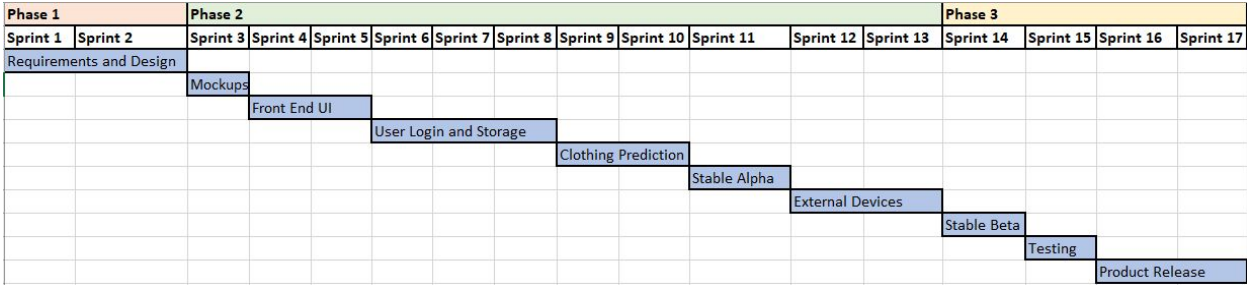 Phase 1 Phase 2 Phase 3
Sprint 1 Sprint 2 Sprint 3 Sprint 4 Sprint 5 Sprint 6 Sprint 7 Sprint 8 Sprint 9 Sprint 10 Sprint 11 Sprint 12 Sprint 13 Sprint 14 Sprint 15 Sprint 16 Sprint 17
Requirements and Design
Mockups
Front End UI
User Login and Storage
Clothing Prediction
Stable Alpha
External Devices
Stable Beta
Testing
Product Release